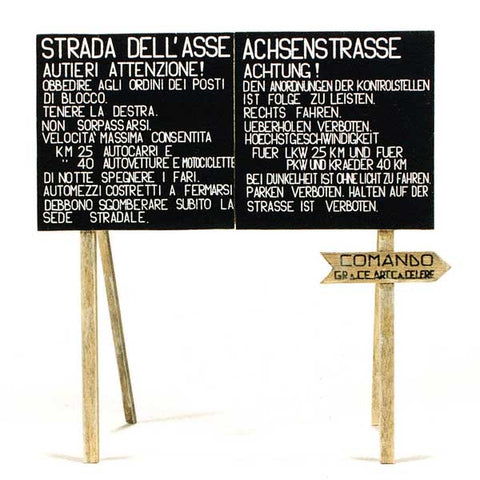 STRADA DELL'ASSE
AUTIERI ATTENZIONE!
OBBEDIRE AGLI ORDINI DEI POSTI
DI BLOCCO.
TENERE LA DESTRA.
NON SORPASSARSI.
VELOCITA' MASSIMA CONSENTITA
KM 25 AUTOCARRI E
" 40 AUTOVETTURE E MOTOCICLETTE
DI NOTTE SPEGNERE I FARI.
AUTOMEZZI COSTRETTI A FERMARSI
DEBBONO SGOMBERARE SUBITO LA
SEDE STRADALE.
ACHSENSTRASSE
ACHTUNG!
DEN ANORDNUNGEN DER KONTROLSTELLEN
IST FOLGE ZU LEISTEN.
RECHTS FAHREN.
UEBERHOLEN VERBOTEN.
HOECHSTGESCHWINDIGKEIT
FUER LKW 25 KM UND FUER
PKW UND KRAEDER 40 KM
BEI DUNKELHEIT IST OHNE LICHT ZU FAHREN.
PARKEN VERBOTEN. HALTEN AUF DER
STRASSE IST VERBOTEN.
COMANDO
CELERE